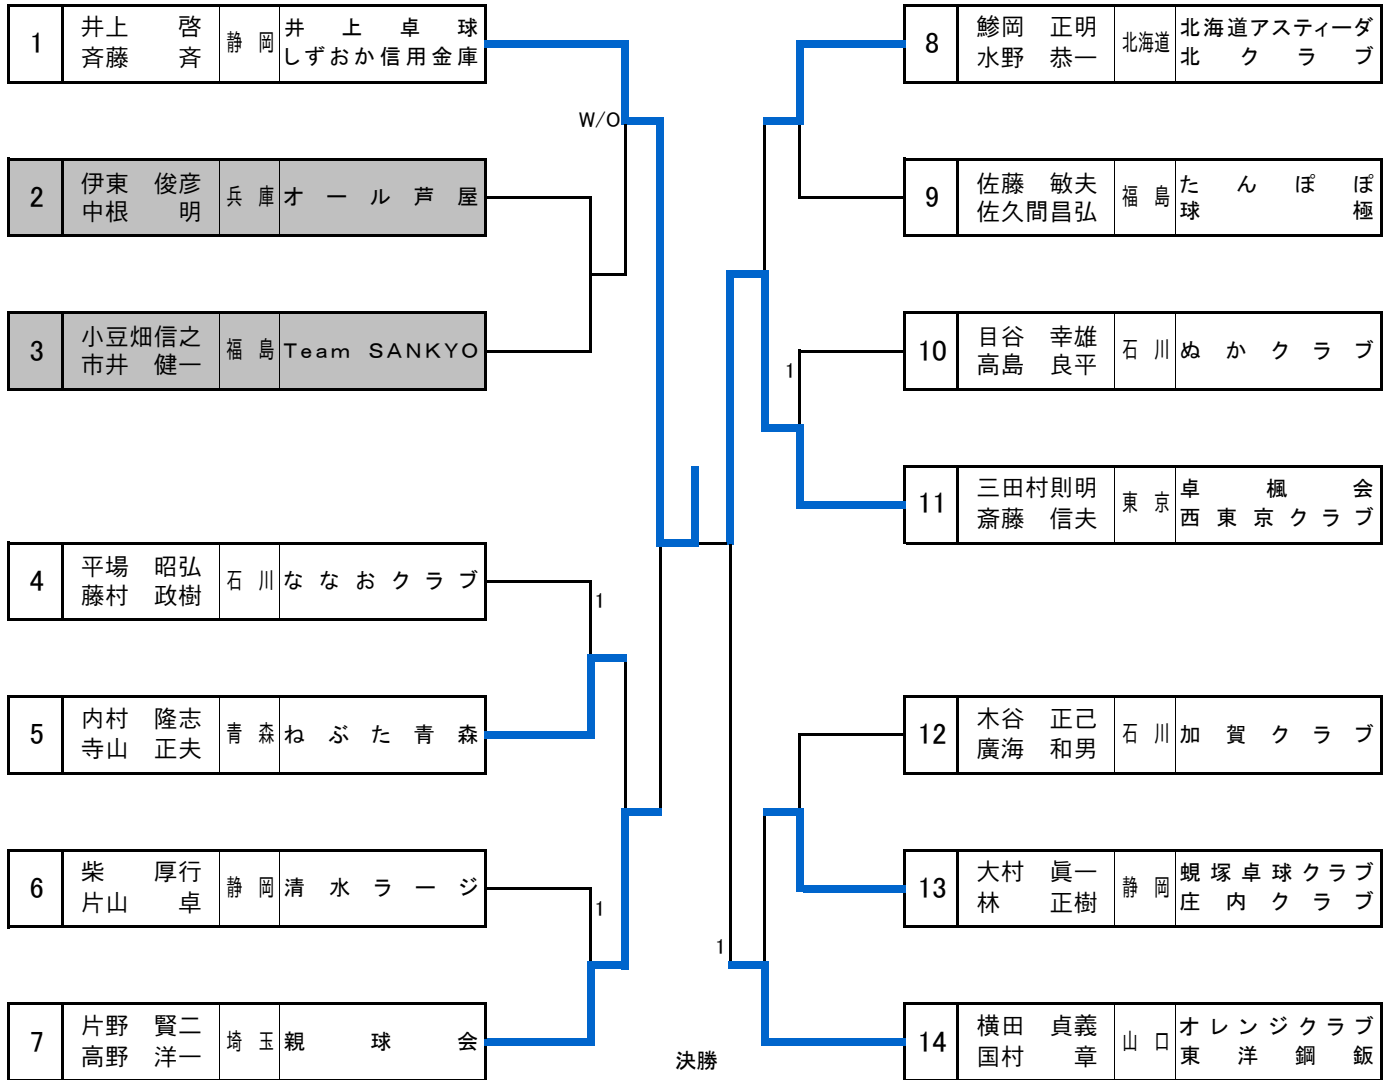 1 井上 啓 斉藤 斉 静岡 井上卓球 しずおか信用金庫
W/O
2 伊東 俊彦 中根 明 兵庫 オール芦屋
3 小豆畑信之 市井 健一 福島 Team SANKYO
4 平場 昭弘 藤村 政樹 石川 ななおクラブ
1
5 内村 隆志 寺山 正夫 青森 ねぶた青森
6 柴 厚行 片山 卓 静岡 清水ラージ
1
7 片野 賢二 高野 洋一 埼玉 親球会
8 鯵岡 正明 水野 恭一 北海道 北海道アスティーダ 北クラブ
9 佐藤 敏夫 佐久間昌弘 福島 たんぽぽ 球極
10 目谷 幸雄 高島 良平 石川 ぬかクラブ
1
11 三田村則明 斎藤 信夫 東京 卓楓会 西東京クラブ
12 木谷 正己 廣海 和男 石川 加賀クラブ
13 大村 眞一 林 正樹 静岡 蜆塚卓球クラブ 庄内クラブ
1
14 横田 貞義 国村 章 山口 オレンジクラブ 東洋鋼鈑
決勝